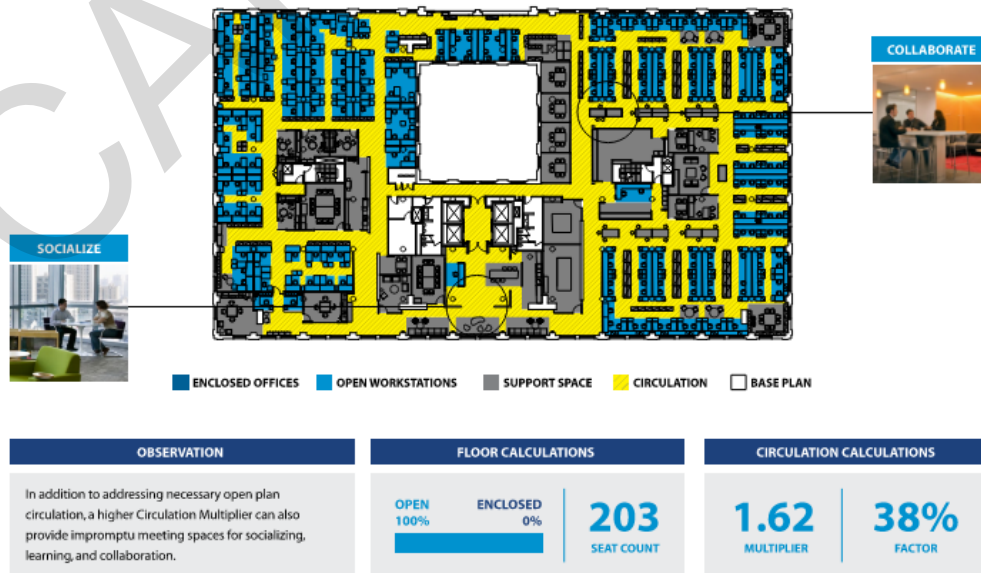 COLLABORATE
SOCIALIZE
ENCLOSED OFFICES
OPEN WORKSTATIONS
SUPPORT SPACE
CIRCULATION
BASE PLAN
OBSERVATION
In addition to addressing necessary open plan
circulation, a higher Circulation Multiplier can also
provide impromptu meeting spaces for socializing,
learning, and collaboration.
FLOOR CALCULATIONS
OPEN
100%
ENCLOSED
0%
203
SEAT COUNT
CIRCULATION CALCULATIONS
1.62
MULTIPLIER
38%
FACTOR